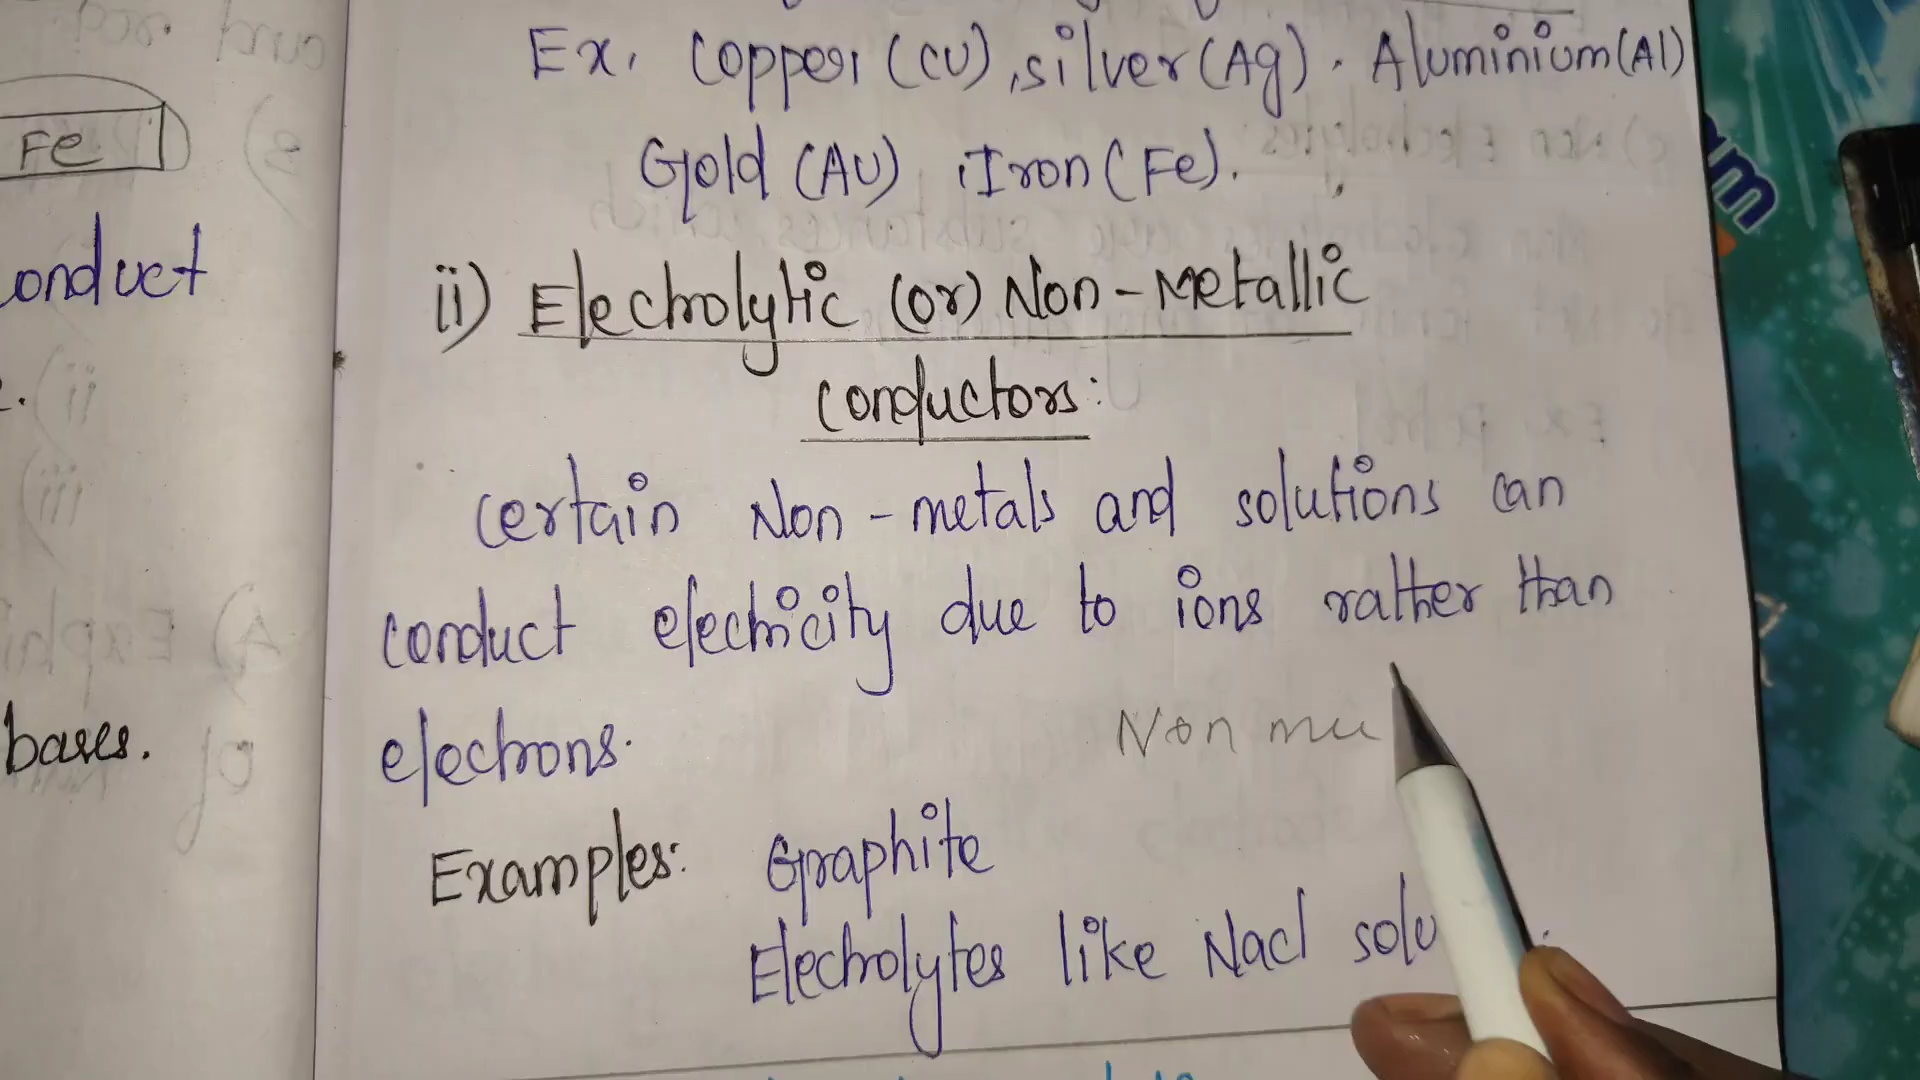 Ex. Copper (Cu), silver (Ag). Aluminium (Al)
Gold (Au) , Iron (Fe).
Fe
conduct
ii) Electrolytic (or) Non-Metallic
conductors:
certain Non-metals and solutions can
conduct electricity due to ions rather than
electrons.
Non
bases.
Examples: Graphite
Electrolytes like Nacl solu